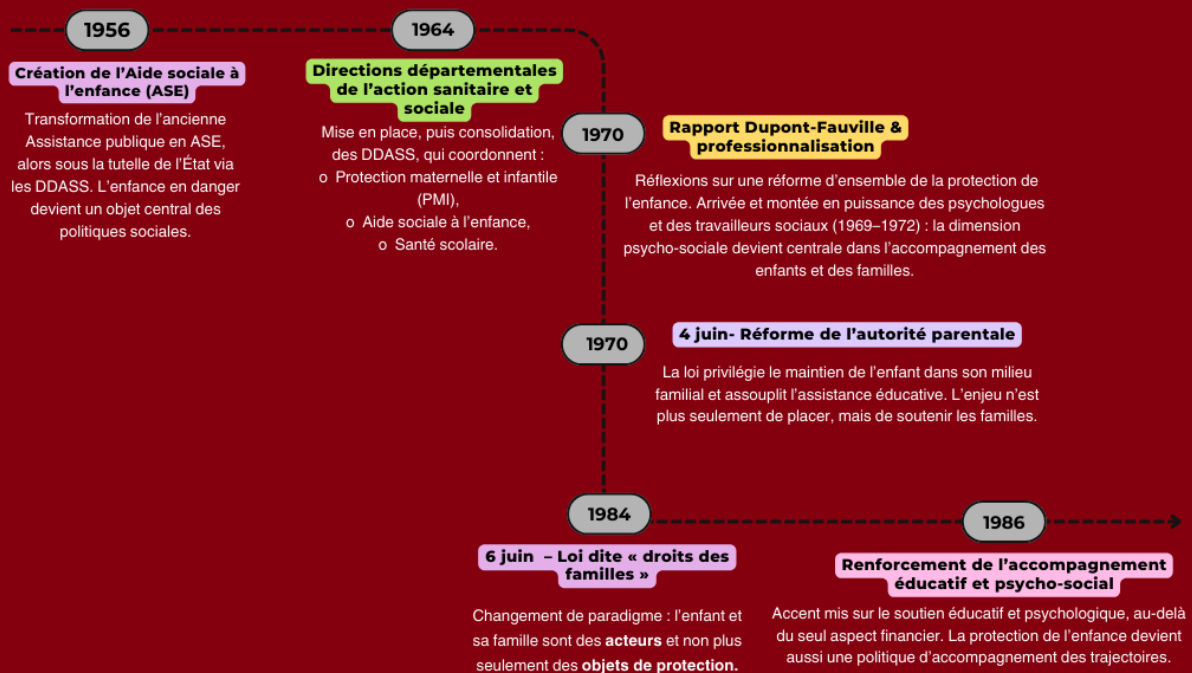 1956
Création de l’Aide sociale à
l’enfance (ASE)
Transformation de l’ancienne
Assistance publique en ASE,
alors sous la tutelle de l’État via
les DDASS. L’enfance en danger
devient un objet central des
politiques sociales.
1964
Directions départementales
de l’action sanitaire et
sociale
Mise en place, puis consolidation,
des DDASS, qui coordonnent :
o Protection maternelle et infantile
(PMI),
o Aide sociale à l’enfance,
o Santé scolaire.
1970
Rapport Dupont-Fauville &
professionnalisation
Réflexions sur une réforme d’ensemble de la protection de
l’enfance. Arrivée et montée en puissance des psychologues
et des travailleurs sociaux (1969–1972) : la dimension
psycho-sociale devient centrale dans l’accompagnement des
enfants et des familles.
1970
4 juin- Réforme de l’autorité parentale
La loi privilégie le maintien de l’enfant dans son milieu
familial et assouplit l’assistance éducative. L’enjeu n’est
plus seulement de placer, mais de soutenir les familles.
1984
6 juin – Loi dite « droits des
familles »
Changement de paradigme : l’enfant et
sa famille sont des acteurs et non plus
seulement des objets de protection.
1986
Renforcement de l’accompagnement
éducatif et psycho-social
Accent mis sur le soutien éducatif et psychologique, au-delà
du seul aspect financier. La protection de l’enfance devient
aussi une politique d’accompagnement des trajectoires.